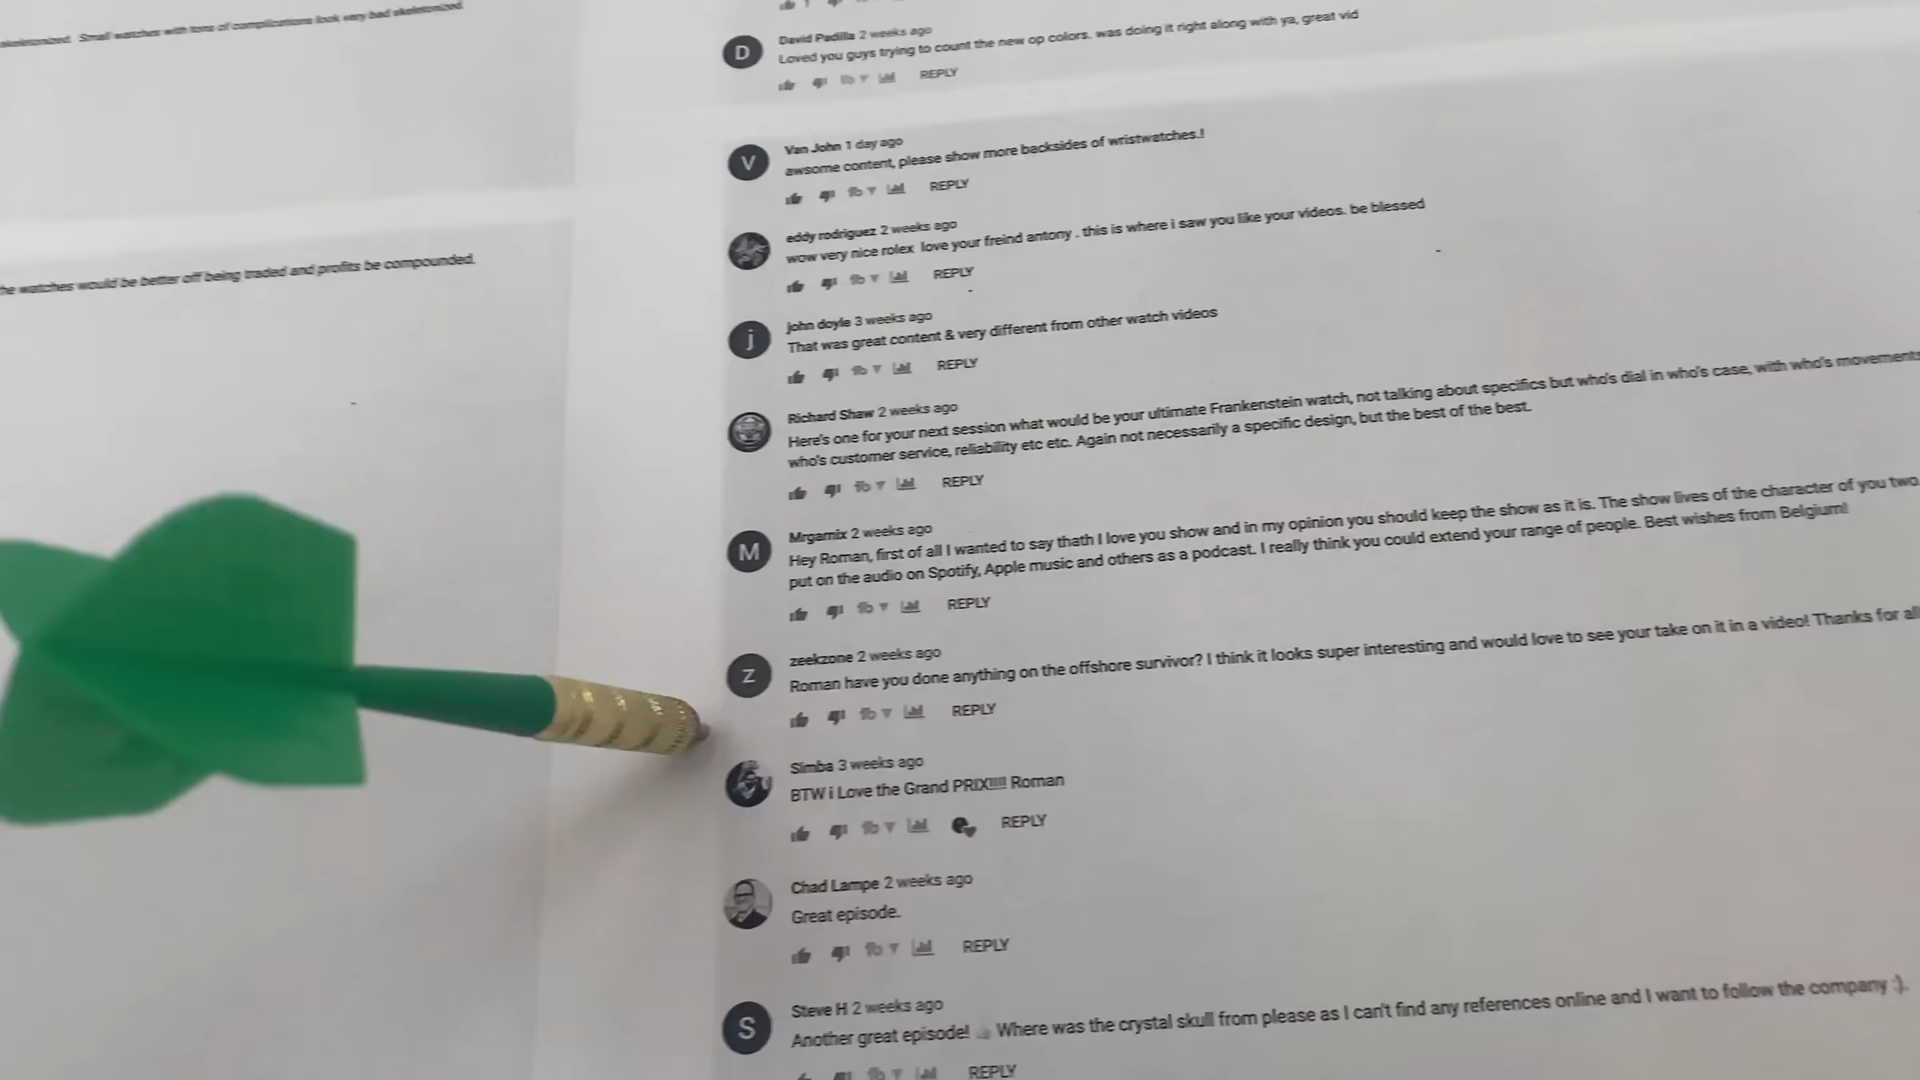 skeletonized. Small watches with tons of complications look very bad skeletonized.
he watches would be better off being traded and profits be compounded.
D
David Padilla 2 weeks ago
Loved you guys trying to count the new op colors. was doing it right along with ya, great vid
REPLY
V
Van John 1 day ago
awsome content, please show more backsides of wristwatches.!
REPLY
eddy rodriguez 2 weeks ago
wow very nice rolex love your freind antony . this is where i saw you like your videos. be blessed
REPLY
j
john doyle 3 weeks ago
That was great content & very different from other watch videos
REPLY
Richard Shaw 2 weeks ago
Here's one for your next session what would be your ultimate Frankenstein watch, not talking about specifics but who's dial in who's case, with who's movements
who's customer service, reliability etc etc. Again not necessarily a specific design, but the best of the best.
REPLY
M
Mrgamix 2 weeks ago
Hey Roman, first of all I wanted to say thath I love you show and in my opinion you should keep the show as it is. The show lives of the character of you two.
put on the audio on Spotify, Apple music and others as a podcast. I really think you could extend your range of people. Best wishes from Belgium!
REPLY
Z
zeekzone 2 weeks ago
Roman have you done anything on the offshore survivor? I think it looks super interesting and would love to see your take on it in a video! Thanks for all
REPLY
Simba 3 weeks ago
BTW i Love the Grand PRIX!!!!! Roman
REPLY
Chad Lampe 2 weeks ago
Great episode.
REPLY
S
Steve H 2 weeks ago
Another great episode! Where was the crystal skull from please as I can't find any references online and I want to follow the company :).
REPLY